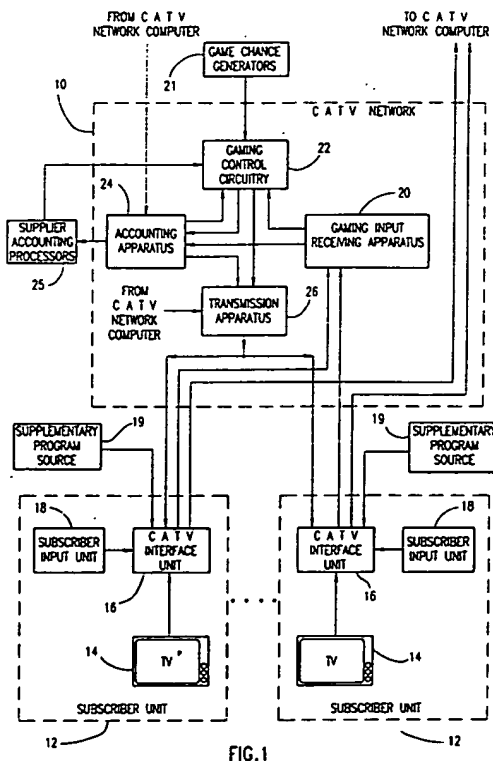 FROM C A T V
NETWORK COMPUTER
TO C A T V
NETWORK COMPUTER
GAME CHANCE
GENERATORS
21
10
C A T V NETWORK
GAMING
CONTROL
CIRCUITRY
22
24
20
ACCOUNTING
APPARATUS
GAMING INPUT
RECEIVING APPARATUS
SUPPLIER
ACCOUNTING
PROCESSORS
25
FROM
C A T V
NETWORK
COMPUTER
TRANSMISSION
APPARATUS
26
SUPPLEMENTARY
PROGRAM
SOURCE
19
19
SUPPLEMENTARY
PROGRAM
SOURCE
18
SUBSCRIBER
INPUT UNIT
C A T V
INTERFACE
UNIT
16
C A T V
INTERFACE
UNIT
16
18
SUBSCRIBER
INPUT UNIT
14
TV
TV
14
SUBSCRIBER UNIT
12
SUBSCRIBER UNIT
12
FIG.1